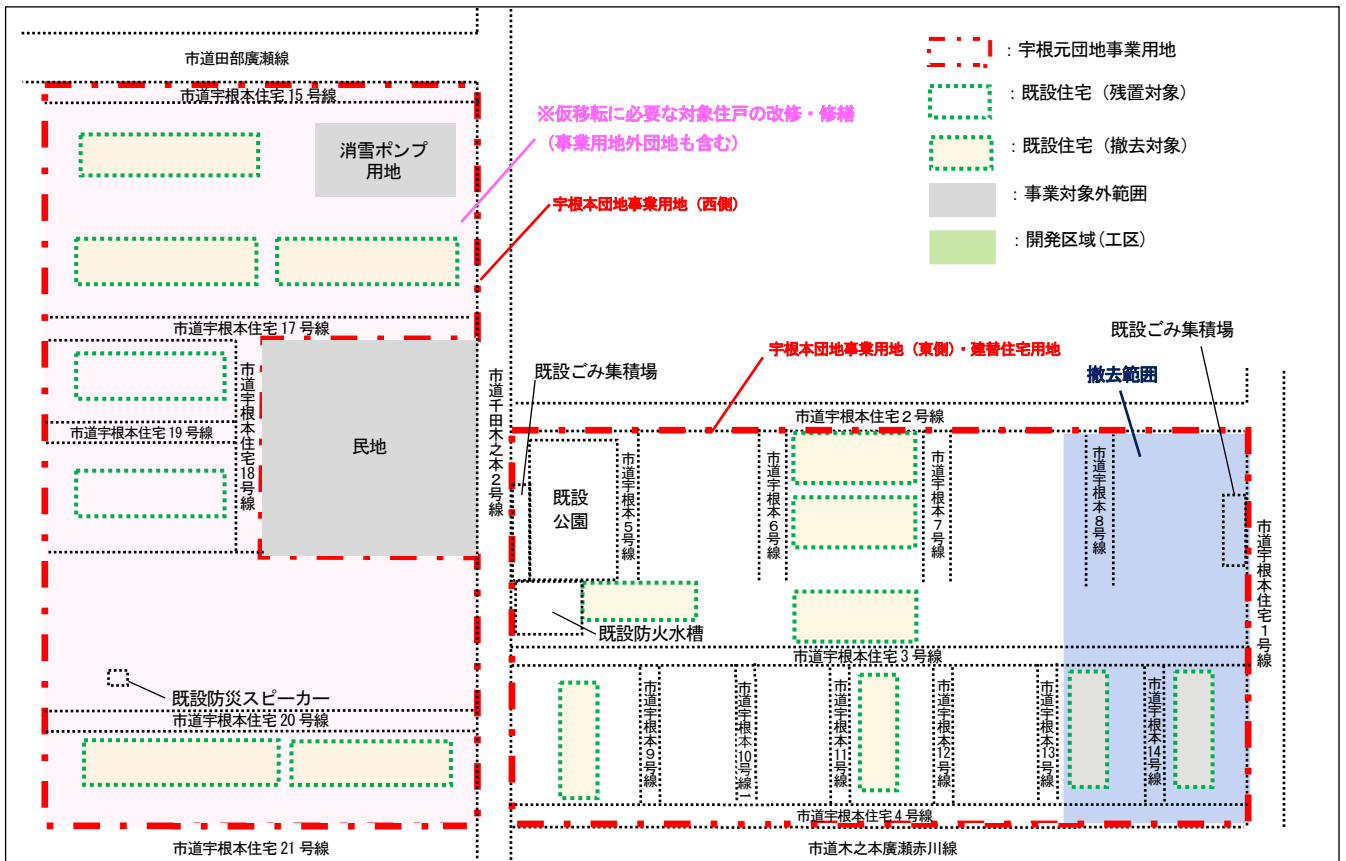 市道田部廣瀬線
市道宇根本住宅15号線
消雪ポンプ
用地
※仮移転に必要な対象住戸の改修・修繕
（事業用地外団地も含む）
宇根本団地事業用地（西側）
：宇根元団地事業用地
：既設住宅（残置対象）
：既設住宅（撤去対象）
：事業対象外範囲
：開発区域（工区）
市道宇根本住宅17号線
市道宇根本住宅18号線
市道宇根本住宅19号線
民地
市道千田木之本2号線
既設ごみ集積場
宇根本団地事業用地（東側）・建替住宅用地
既設ごみ集積場
撤去範囲
市道宇根本住宅2号線
既設
公園
市道宇根本5号線
市道宇根本6号線
市道宇根本7号線
市道宇根本8号線
市道宇根本住宅1号線
既設防火水槽
市道宇根本住宅3号線
既設防災スピーカー
市道宇根本住宅20号線
市道宇根本9号線
市道宇根本10号線1
市道宇根本11号線
市道宇根本12号線
市道宇根本13号線
市道宇根本14号線
市道宇根本住宅4号線
市道宇根本住宅21号線
市道木之本廣瀬赤川線